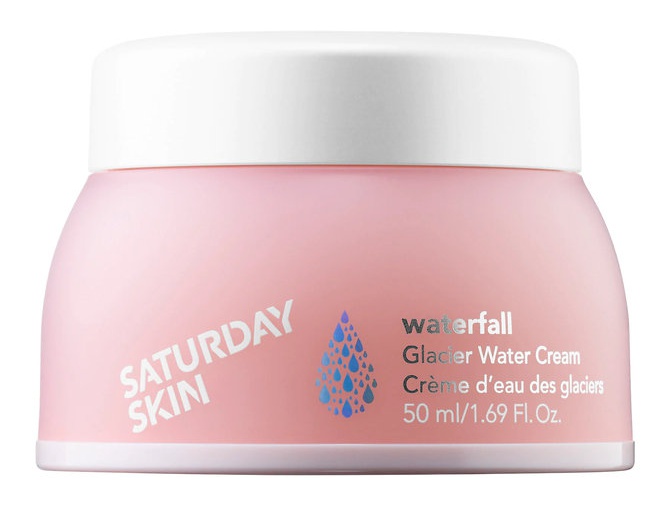 SATURDAY
SKIN
waterfall
Glacier Water Cream
Crème d'eau des glaciers
50 ml/1.69 Fl. Oz.